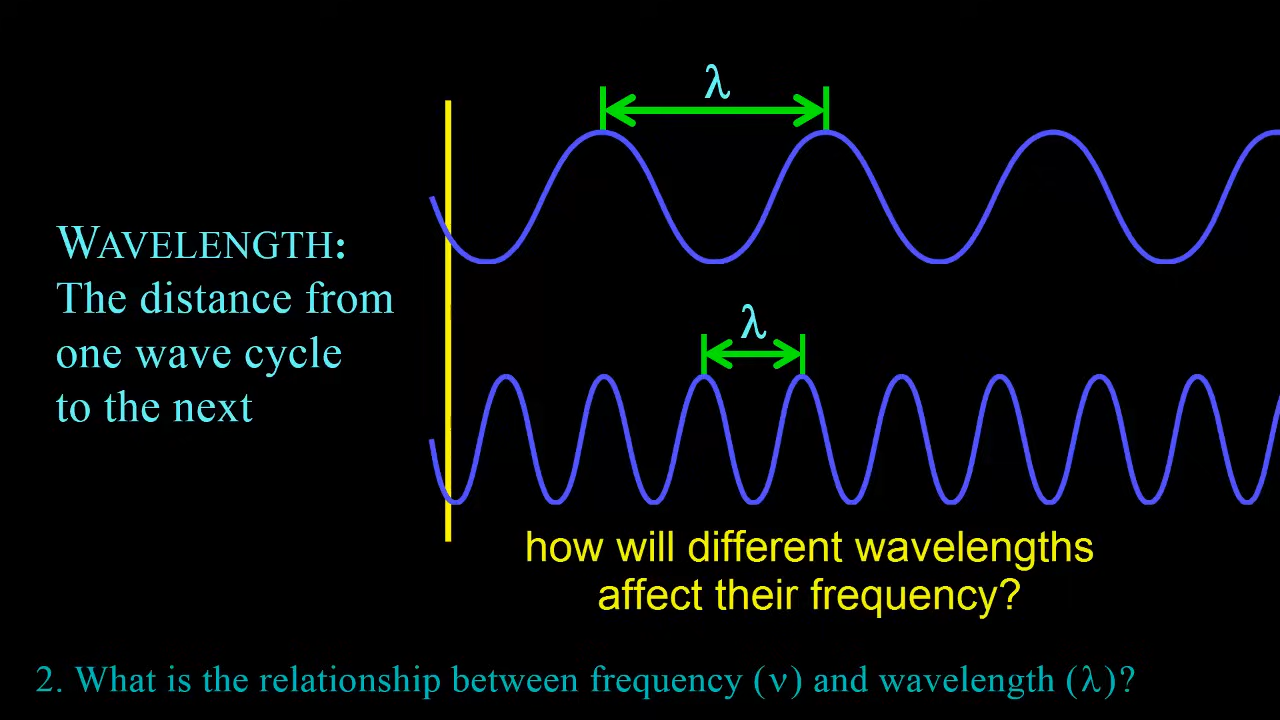 λ
WAVELENGTH:
The distance from
one wave cycle
to the next
λ
how will different wavelengths
affect their frequency?
2. What is the relationship between frequency (ν) and wavelength (λ)?